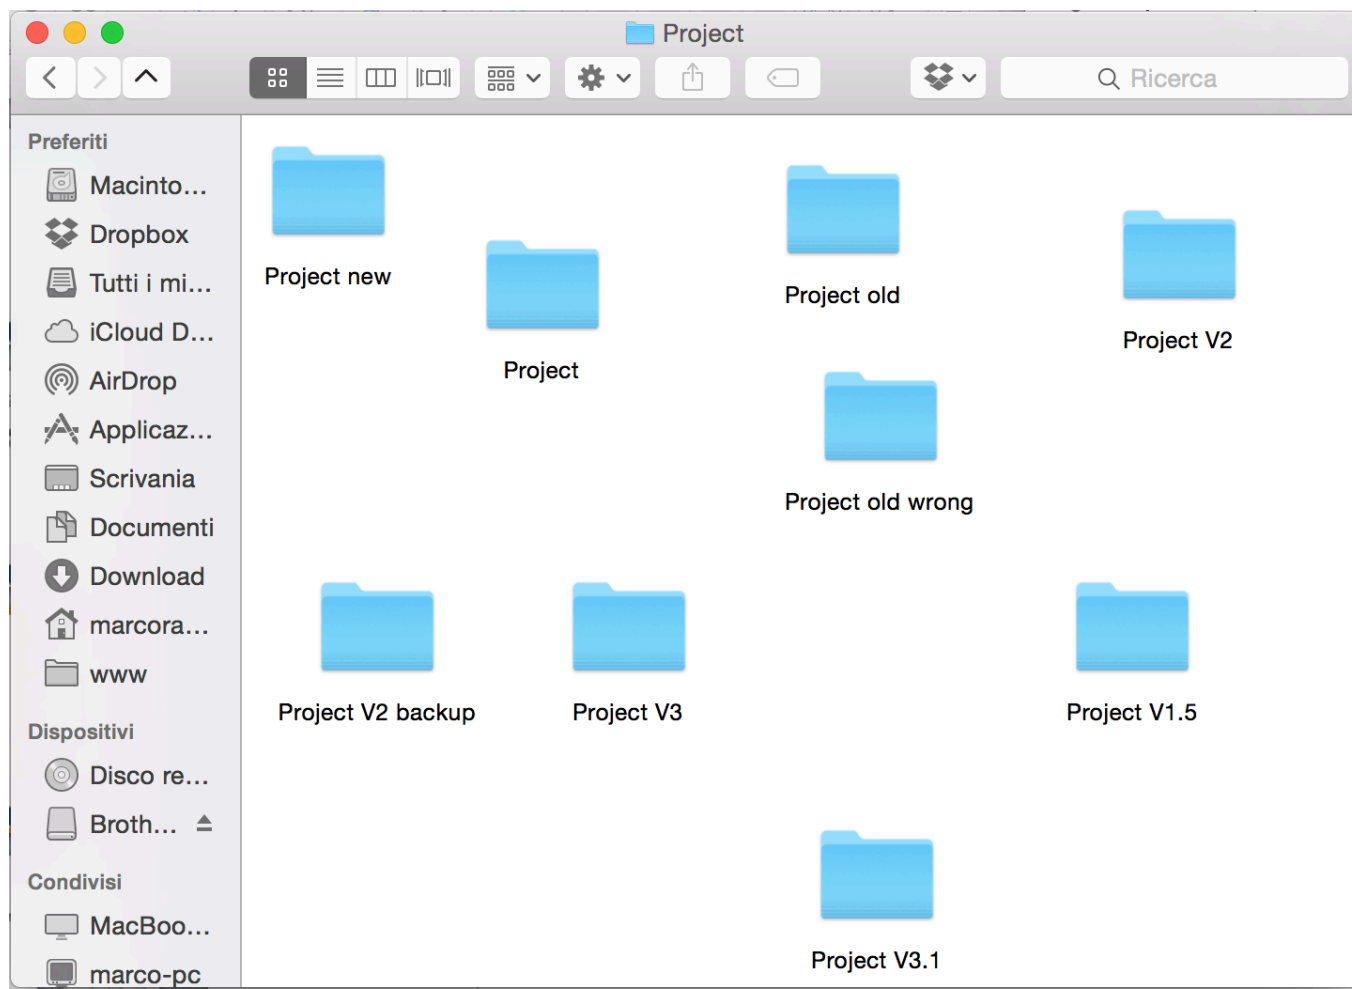 Project
Ricerca
Preferiti
Macinto...
Dropbox
Tutti i mi...
iCloud D...
AirDrop
Applicaz...
Scrivania
Documenti
Download
marcora...
www
Dispositivi
Disco re...
Broth...
Condivisi
MacBoo...
marco-pc
Project new
Project
Project old
Project V2
Project old wrong
Project V2 backup
Project V3
Project V1.5
Project V3.1